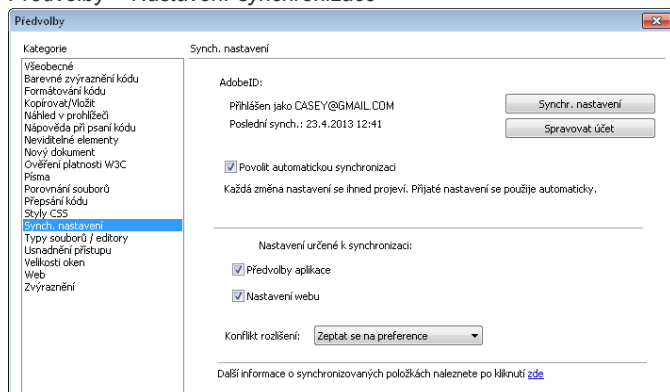 Předvolby > Nastavení synchronizace
Předvolby
Kategorie
Všeobecné
Barevné zvýraznění kódu
Formátování kódu
Kopírovat/Vložit
Náhled v prohlížeči
Nápověda při psaní kódu
Neviditelné elementy
Nový dokument
Ověření platnosti W3C
Písma
Porovnání souborů
Přepsání kódu
Styly CSS
Synch. nastavení
Typy souborů / editory
Usnadnění přístupu
Velikosti oken
Web
Zvýraznění
Synch. nastavení
AdobeID:
Přihlášen jako CASEY@GMAIL.COM
Synchr. nastavení
Poslední synch.: 23.4.2013 12:41
Spravovat účet
Povolit automatickou synchronizaci
Každá změna nastavení se ihned projeví. Přijaté nastavení se použije automaticky.
Nastavení určené k synchronizaci:
Předvolby aplikace
Nastavení webu
Konflikt rozlišení: Zeptat se na preference
Další informace o synchronizovaných položkách naleznete po kliknutí zde